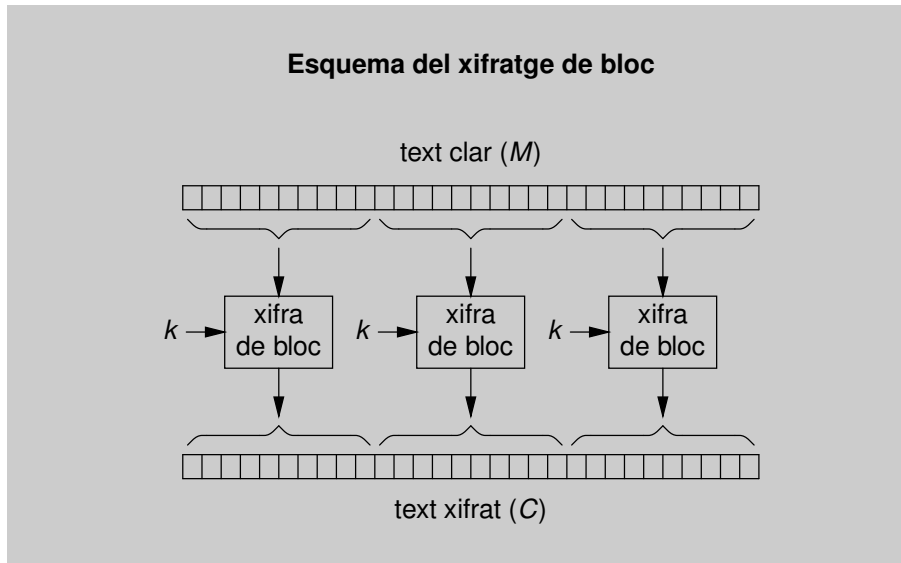 Esquema del xifratge de bloc
text clar (M)
k xifra de bloc
k xifra de bloc
k xifra de bloc
text xifrat (C)